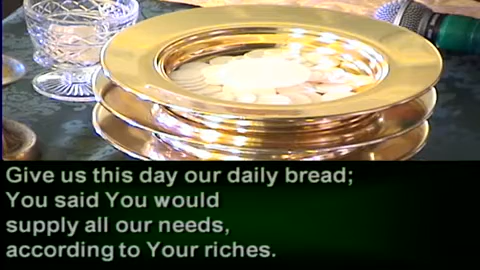 Give us this day our daily bread;
You said You would
supply all our needs,
according to Your riches.